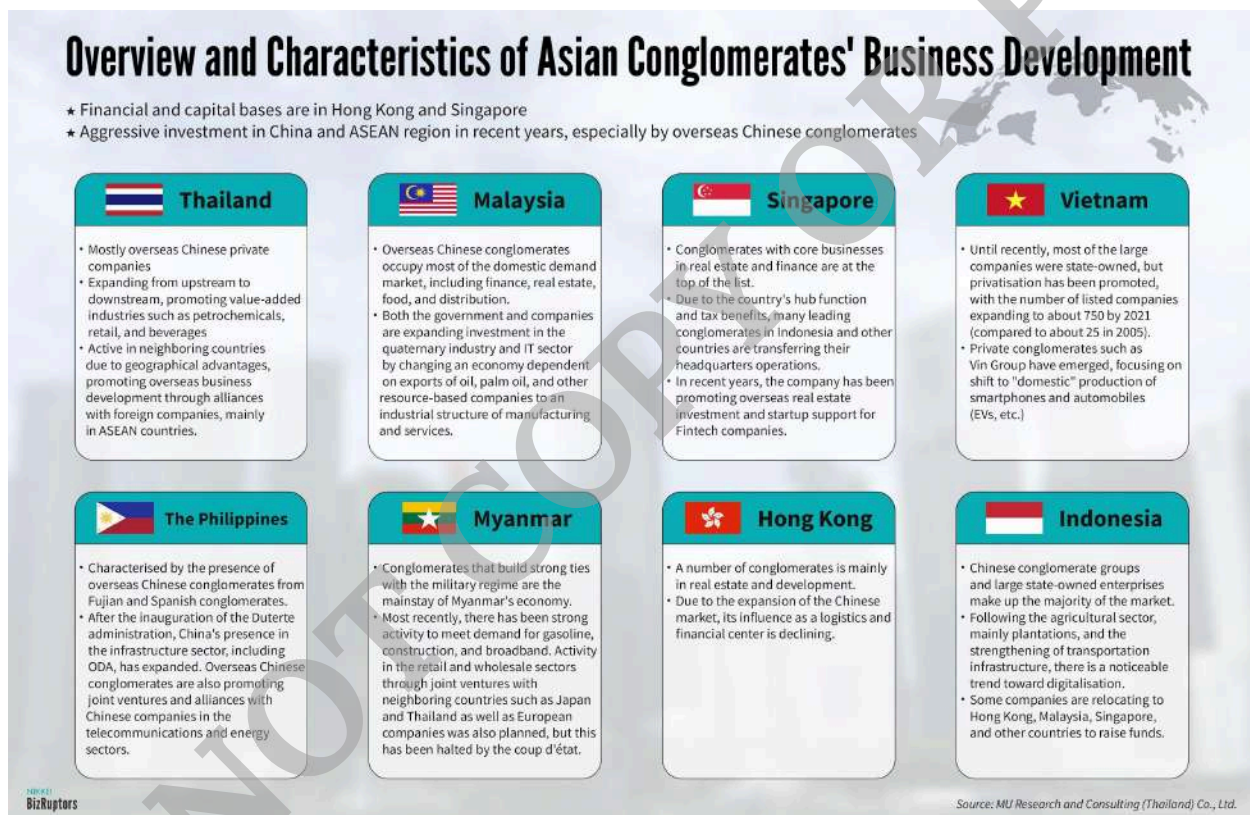 Overview and Characteristics of Asian Conglomerates' Business Development
★ Financial and capital bases are in Hong Kong and Singapore
★ Aggressive investment in China and ASEAN region in recent years, especially by overseas Chinese conglomerates
Thailand
• Mostly overseas Chinese private
companies
• Expanding from upstream to
downstream, promoting value-added
industries such as petrochemicals,
retail, and beverages
• Active in neighboring countries
due to geographical advantages,
promoting overseas business
development through alliances
with foreign companies, mainly
in ASEAN countries.
Malaysia
• Overseas Chinese conglomerates
occupy most of the domestic demand
market, including finance, real estate,
food, and distribution.
• Both the government and companies
are expanding investment in the
quaternary industry and IT sector
by changing an economy dependent
on exports of oil, palm oil, and other
resource-based companies to an
industrial structure of manufacturing
and services.
Singapore
• Conglomerates with core businesses
in real estate and finance are at the
top of the list.
• Due to the country's hub function
and tax benefits, many leading
conglomerates in Indonesia and other
countries are transferring their
headquarters operations.
• In recent years, the company has been
promoting overseas real estate
investment and startup support for
Fintech companies.
Vietnam
• Until recently, most of the large
companies were state-owned, but
privatisation has been promoted,
with the number of listed companies
expanding to about 750 by 2021
(compared to about 25 in 2005).
• Private conglomerates such as
Vin Group have emerged, focusing on
shift to "domestic" production of
smartphones and automobiles
(EVs, etc.)
The Philippines
• Characterised by the presence of
overseas Chinese conglomerates from
Fujian and Spanish conglomerates.
• After the inauguration of the Duterte
administration, China's presence in
the infrastructure sector, including
ODA, has expanded. Overseas Chinese
conglomerates are also promoting
joint ventures and alliances with
Chinese companies in the
telecommunications and energy
sectors.
Myanmar
• Conglomerates that build strong ties
with the military regime are the
mainstay of Myanmar's economy.
• Most recently, there has been strong
activity to meet demand for gasoline,
construction, and broadband. Activity
in the retail and wholesale sectors
through joint ventures with
neighboring countries such as Japan
and Thailand as well as European
companies was also planned, but this
has been halted by the coup d'état.
Hong Kong
• A number of conglomerates is mainly
in real estate and development.
• Due to the expansion of the Chinese
market, its influence as a logistics and
financial center is declining.
Indonesia
• Chinese conglomerate groups
and large state-owned enterprises
make up the majority of the market.
• Following the agricultural sector,
mainly plantations, and the
strengthening of transportation
infrastructure, there is a noticeable
trend toward digitalisation.
• Some companies are relocating to
Hong Kong, Malaysia, Singapore,
and other countries to raise funds.
NIKKEI
BizRuptors
Source: MU Research and Consulting (Thailand) Co., Ltd.
NOT COPY OR P